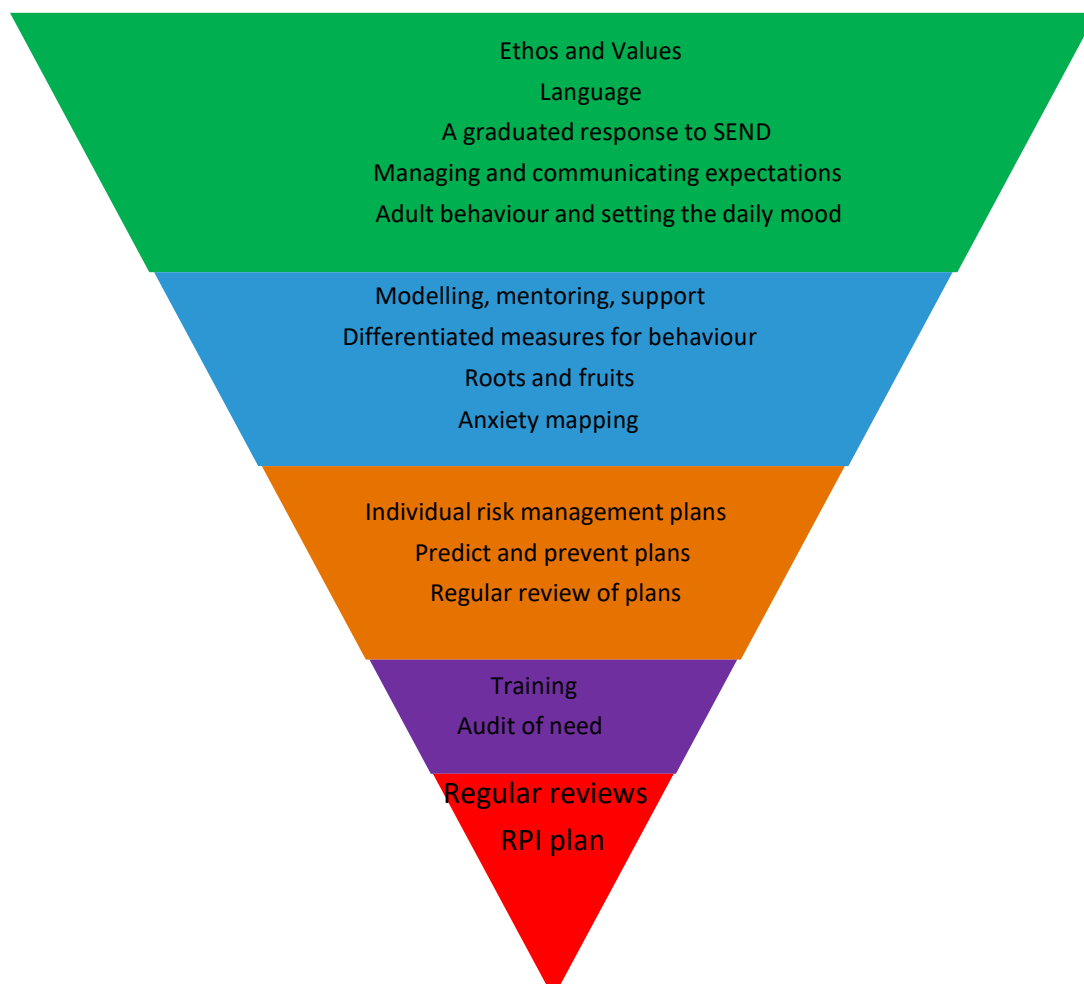 Ethos and Values
Language
A graduated response to SEND
Managing and communicating expectations
Adult behaviour and setting the daily mood
Modelling, mentoring, support
Differentiated measures for behaviour
Roots and fruits
Anxiety mapping
Individual risk management plans
Predict and prevent plans
Regular review of plans
Training
Audit of need
Regular reviews
RPI plan